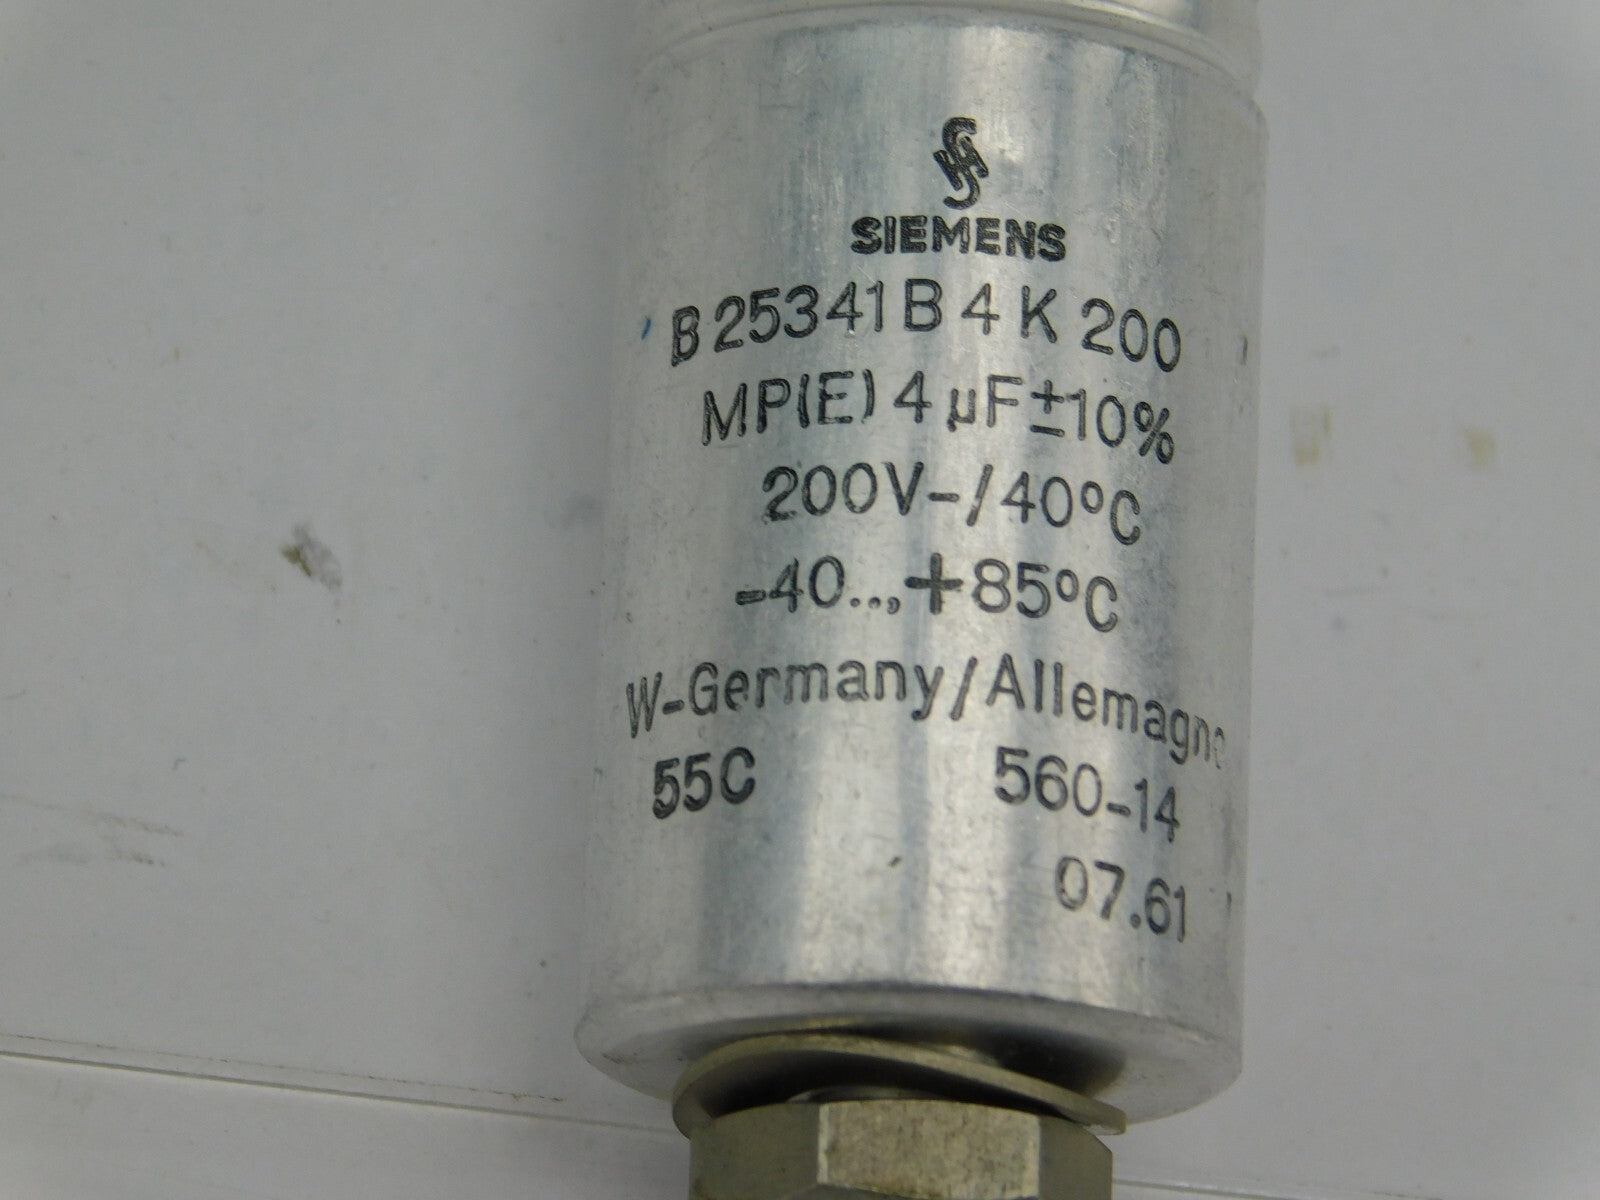 SIEMENS
B 25341 B 4 K 200
MP(E) 4 µF ±10%
200V-/40°C
-40...+85°C
W-Germany/Allemagne
55C 560-14
07.61